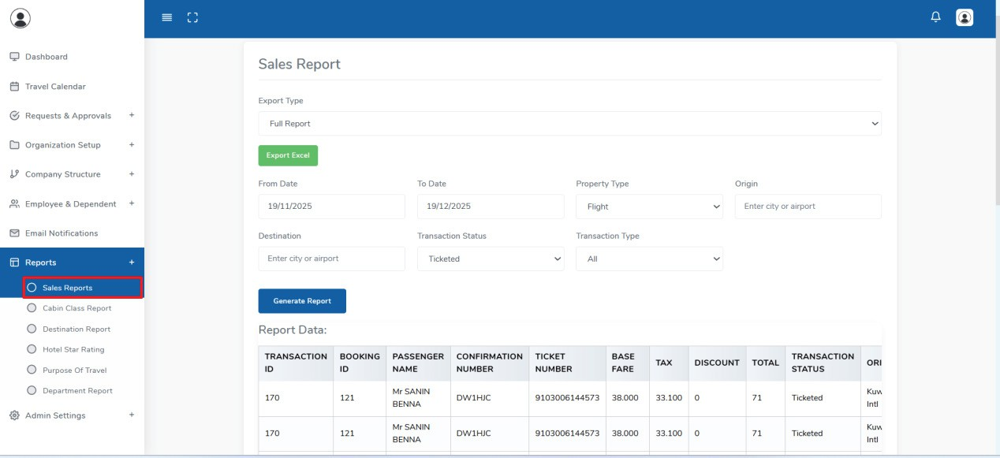 Dashboard
Travel Calendar
Requests & Approvals +
Organization Setup +
Company Structure +
Employee & Dependent +
Email Notifications
Reports +
Sales Reports
Cabin Class Report
Destination Report
Hotel Star Rating
Purpose Of Travel
Department Report
Admin Settings +
Sales Report
Export Type
Full Report
Export Excel
From Date To Date Property Type Origin
19/11/2025 19/12/2025 Flight Enter city or airport
Destination Transaction Status Transaction Type
Enter city or airport Ticketed All
Generate Report
Report Data:
TRANSACTION ID BOOKING ID PASSENGER NAME CONFIRMATION NUMBER TICKET NUMBER BASE FARE TAX DISCOUNT TOTAL TRANSACTION STATUS ORI
170 121 Mr SANIN BENNA DW1HJC 9103006144573 38.000 33.100 0 71 Ticketed Kuw Intl
170 121 Mr SANIN BENNA DW1HJC 9103006144573 38.000 33.100 0 71 Ticketed Kuw Intl